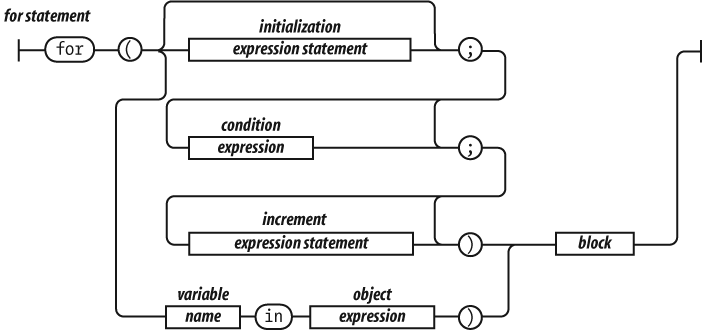 for statement
initialization
for ( expression statement ;
condition
expression ;
increment
expression statement ) block
variable object
name in expression )